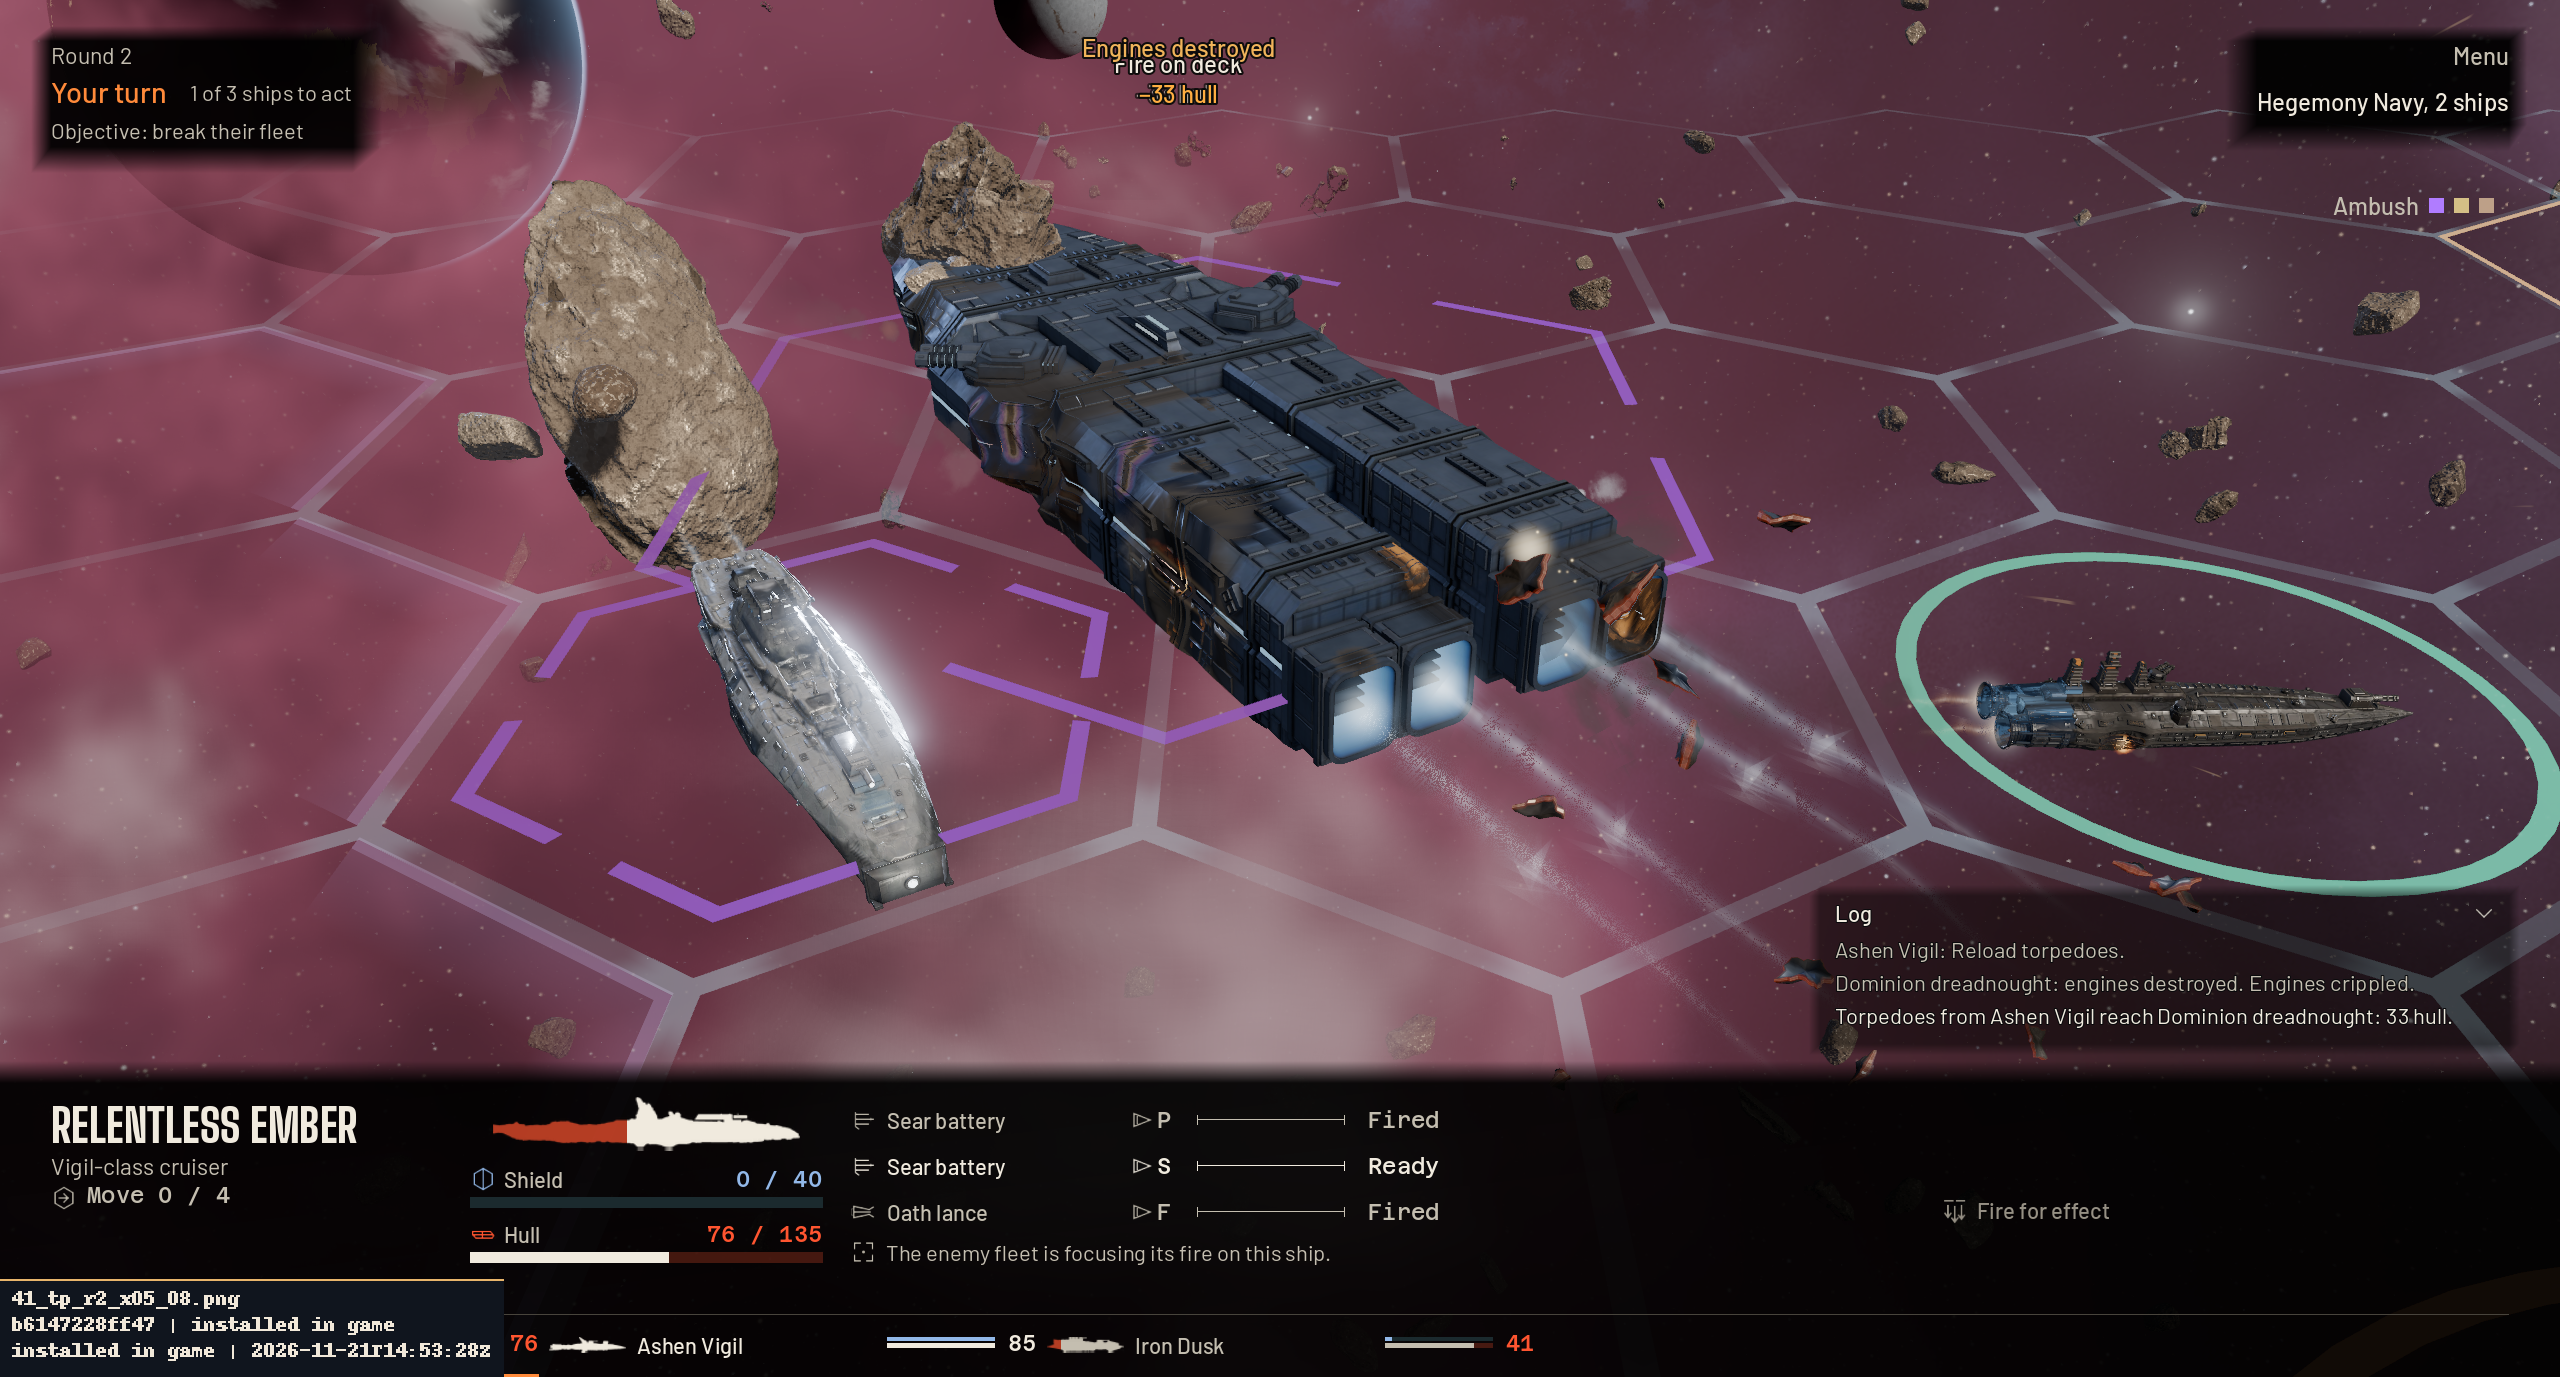 Round 2
Your turn 1 of 3 ships to act
Objective: break their fleet
Engines destroyed
Fire on deck
-33 hull
Menu
Hegemony Navy, 2 ships
Ambush
Log
Ashen Vigil: Reload torpedoes.
Dominion dreadnought: engines destroyed. Engines crippled.
Torpedoes from Ashen Vigil reach Dominion dreadnought: 33 hull.
RELENTLESS EMBER
Vigil-class cruiser
Move 0 / 4
Shield 0 / 40
Hull 76 / 135
Sear battery P Fired
Sear battery S Ready
Oath lance F Fired
The enemy fleet is focusing its fire on this ship.
Fire for effect
41_tp_r2_x05_08.png
b6147228ff47 | installed in game
installed in game | 2026-11-21r14:53:28z
76 Ashen Vigil 85 Iron Dusk 41